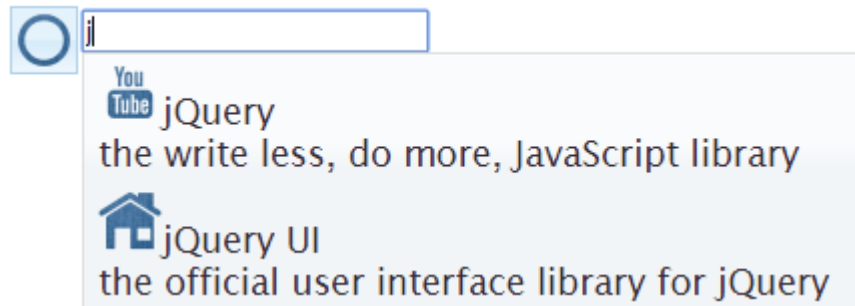 j
You
Tube jQuery
the write less, do more, JavaScript library
jQuery UI
the official user interface library for jQuery